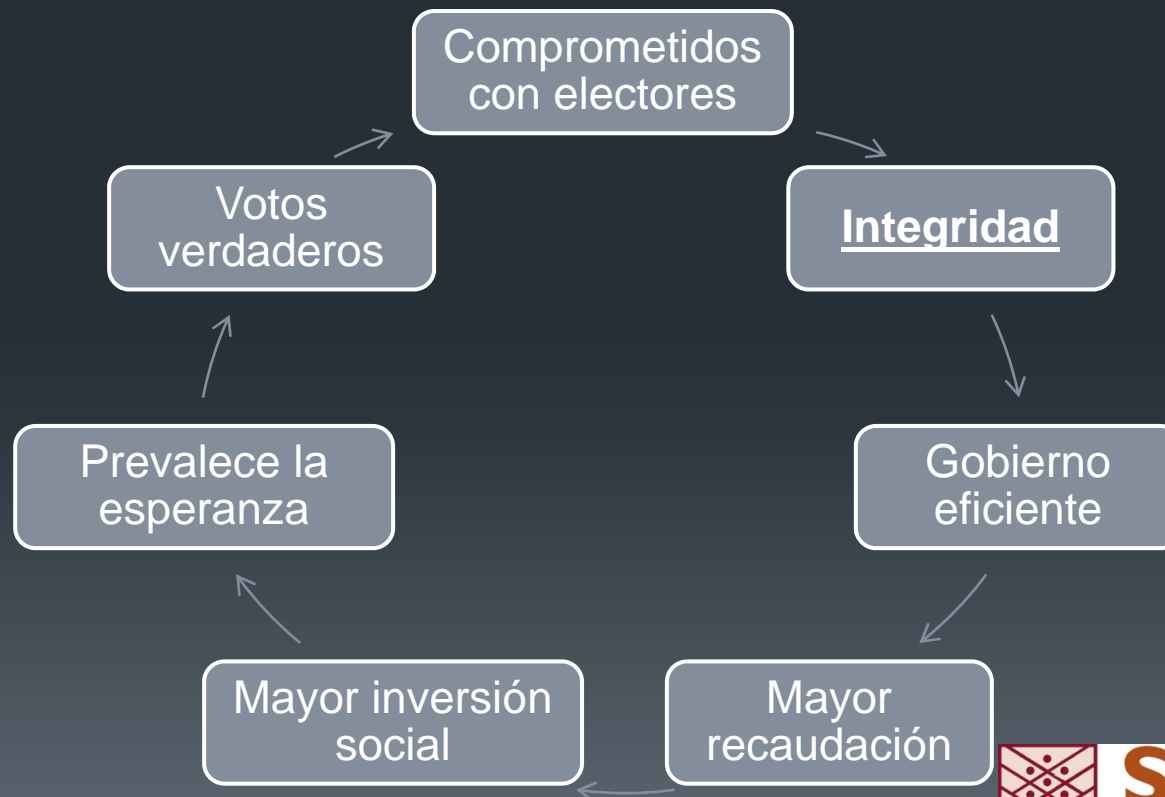 Comprometidos
con electores
Integridad
Gobierno
eficiente
Mayor
recaudación
Mayor inversión
social
Prevalece la
esperanza
Votos
verdaderos
S